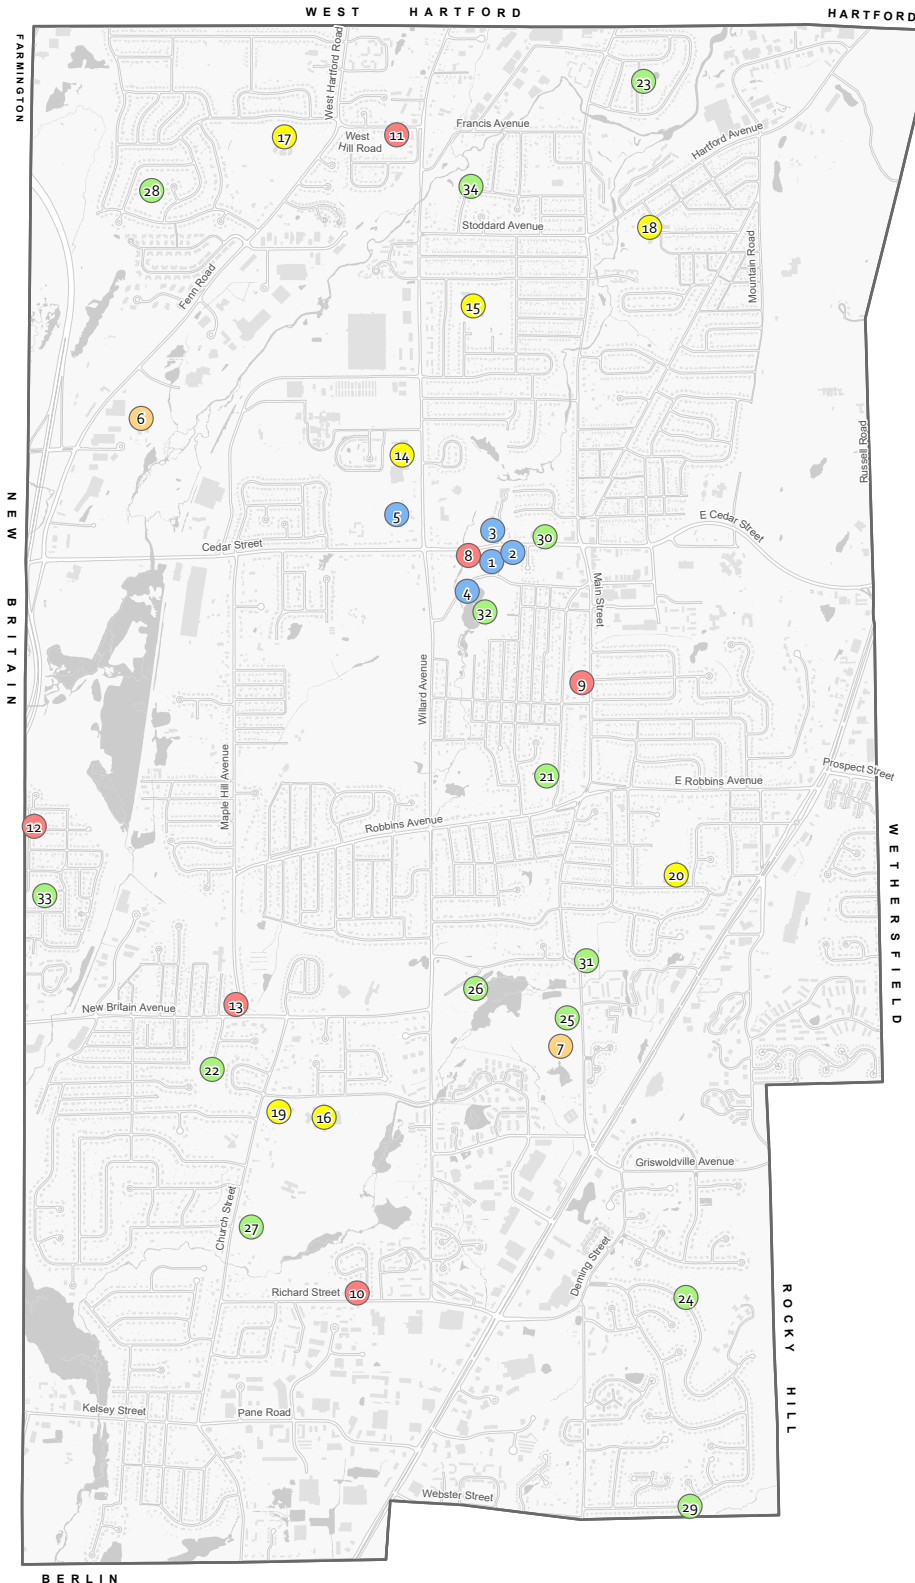 WEST HARTFORD
HARTFORD
FARMINGTON
West Hartford Road
23
Francis Avenue
17
West
Hill Road
11
Hartford Avenue
28
34
Stoddard Avenue
18
Mountain Road
Fenn Road
15
6
14
Russell Road
NEW BRITAIN
5
3
E Cedar Street
30
Cedar Street
8
1
2
4
32
Main Street
Willard Avenue
9
Maple Hill Avenue
21
E Robbins Avenue
Prospect Street
12
Robbins Avenue
WETHERSFIELD
20
33
31
26
New Britain Avenue
13
25
7
22
19
16
Griswoldville Avenue
Church Street
27
Deming Street
Richard Street
10
24
ROCKY HILL
Kelsey Street
Pane Road
Webster Street
29
BERLIN